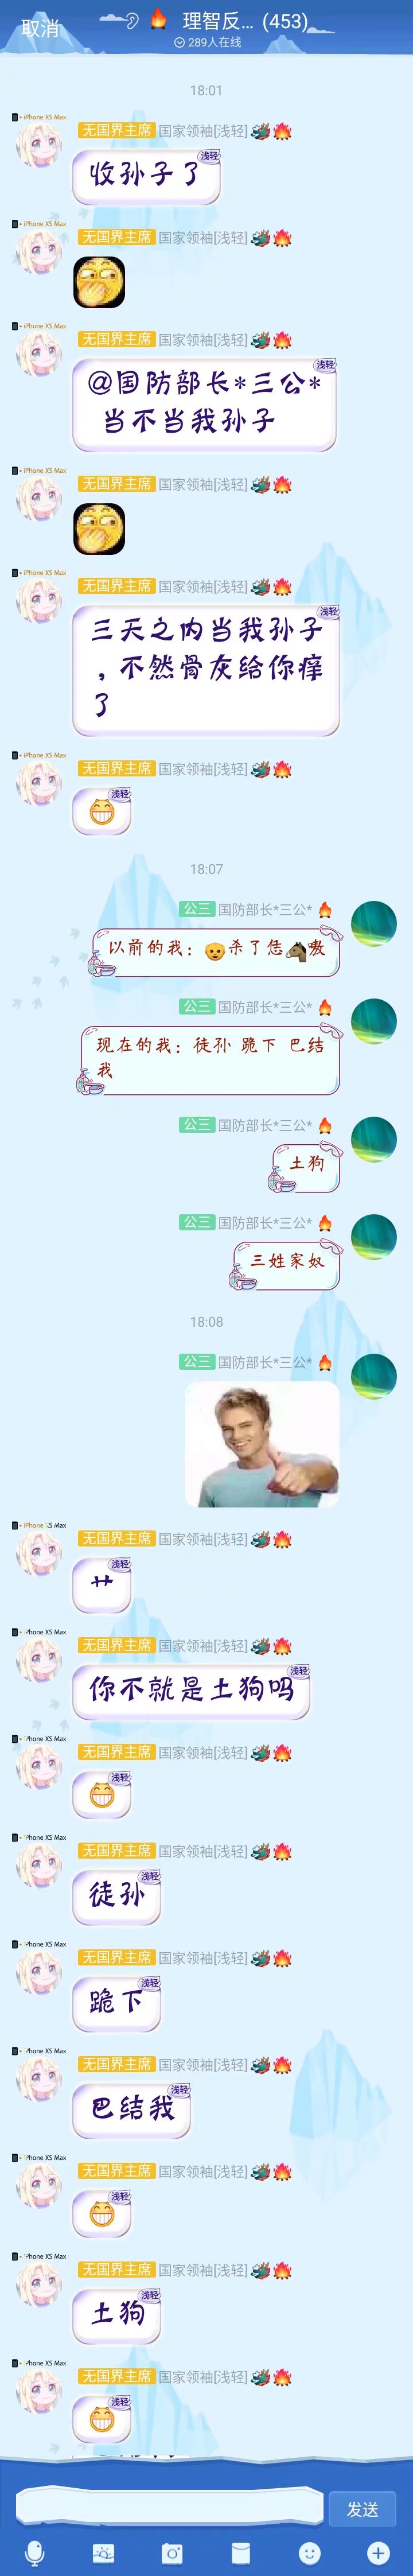 取消
理智反... (453)
289人在线
18:01
iPhone XS Max
无国界主席 国家领袖[浅轻]
浅轻
收孙子了
iPhone XS Max
无国界主席 国家领袖[浅轻]
iPhone XS Max
无国界主席 国家领袖[浅轻]
浅轻
@国防部长*三公*
当不当我孙子
iPhone XS Max
无国界主席 国家领袖[浅轻]
iPhone XS Max
无国界主席 国家领袖[浅轻]
浅轻
三天之内当我孙子
，不然骨灰给你痒
了
iPhone XS Max
无国界主席 国家领袖[浅轻]
浅轻
18:07
公三 国防部长*三公*
以前的我：👴杀了恁🐴嗷
公三 国防部长*三公*
现在的我：徒孙 跪下 巴结
我
公三 国防部长*三公*
土狗
公三 国防部长*三公*
三姓家奴
18:08
公三 国防部长*三公*
iPhone XS Max
无国界主席 国家领袖[浅轻]
浅轻
艹
iPhone XS Max
无国界主席 国家领袖[浅轻]
浅轻
你不就是土狗吗
iPhone XS Max
无国界主席 国家领袖[浅轻]
浅轻
iPhone XS Max
无国界主席 国家领袖[浅轻]
浅轻
徒孙
iPhone XS Max
无国界主席 国家领袖[浅轻]
浅轻
跪下
iPhone XS Max
无国界主席 国家领袖[浅轻]
浅轻
巴结我
iPhone XS Max
无国界主席 国家领袖[浅轻]
浅轻
iPhone XS Max
无国界主席 国家领袖[浅轻]
浅轻
土狗
iPhone XS Max
无国界主席 国家领袖[浅轻]
浅轻
发送